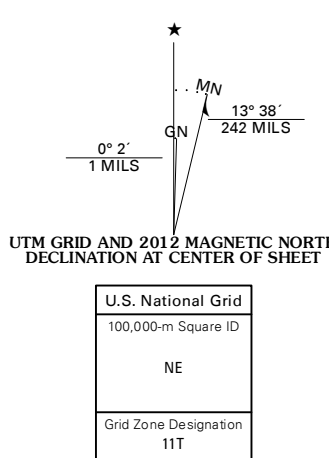 ★
MN
13° 38´
242 MILS
GN
0° 2´
1 MILS
UTM GRID AND 2012 MAGNETIC NORTH
DECLINATION AT CENTER OF SHEET
U.S. National Grid
100,000-m Square ID
NE
Grid Zone Designation
11T